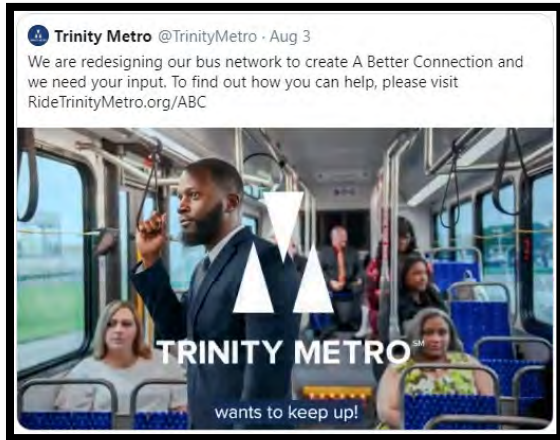 Trinity Metro @TrinityMetro · Aug 3
We are redesigning our bus network to create A Better Connection and
we need your input. To find out how you can help, please visit
RideTrinityMetro.org/ABC
TRINITY METRO℠
wants to keep up!